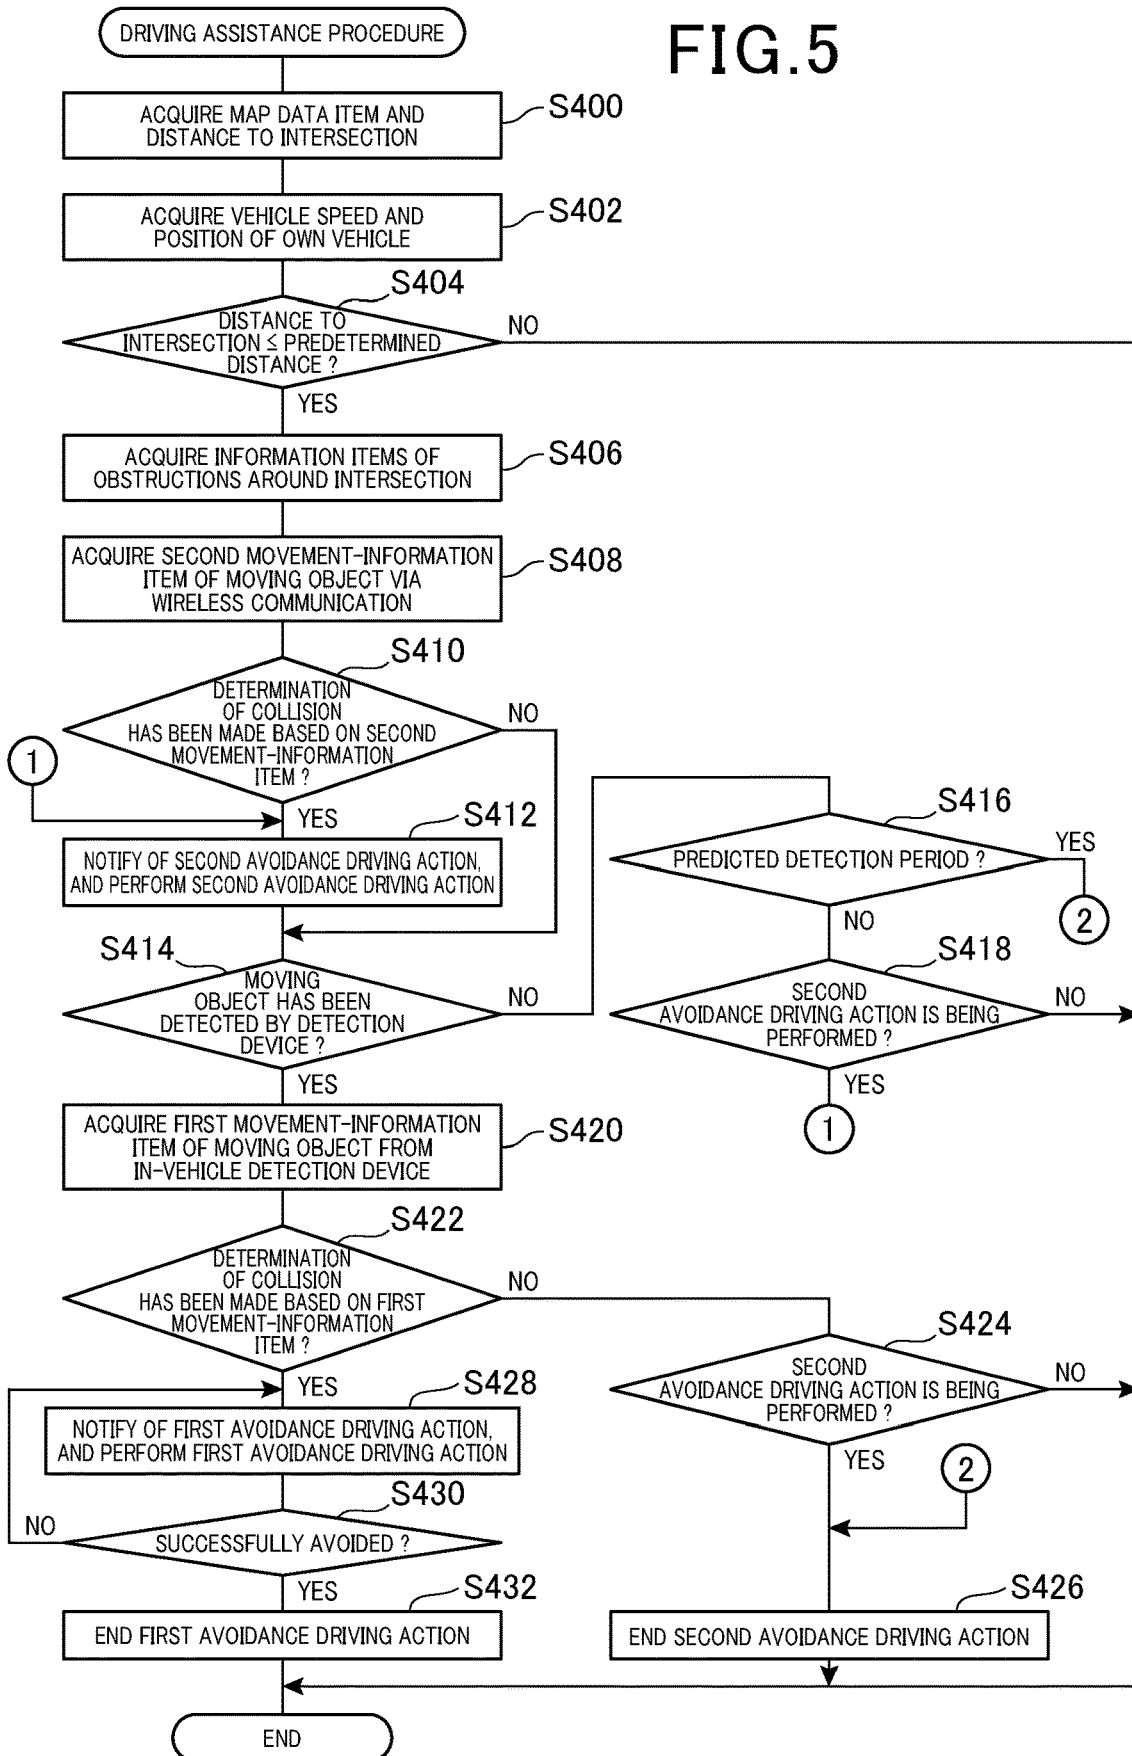 DRIVING ASSISTANCE PROCEDURE
FIG.5
ACQUIRE MAP DATA ITEM AND
DISTANCE TO INTERSECTION
S400
ACQUIRE VEHICLE SPEED AND
POSITION OF OWN VEHICLE
S402
S404
DISTANCE TO
INTERSECTION ≤ PREDETERMINED
DISTANCE ?
NO
YES
ACQUIRE INFORMATION ITEMS OF
OBSTRUCTIONS AROUND INTERSECTION
S406
ACQUIRE SECOND MOVEMENT-INFORMATION
ITEM OF MOVING OBJECT VIA
WIRELESS COMMUNICATION
S408
S410
DETERMINATION
OF COLLISION
HAS BEEN MADE BASED ON SECOND
MOVEMENT-INFORMATION
ITEM ?
NO
1
YES
S412
NOTIFY OF SECOND AVOIDANCE DRIVING ACTION,
AND PERFORM SECOND AVOIDANCE DRIVING ACTION
S414
MOVING
OBJECT HAS BEEN
DETECTED BY DETECTION
DEVICE ?
NO
YES
S416
PREDICTED DETECTION PERIOD ?
YES
2
NO
S418
SECOND
AVOIDANCE DRIVING ACTION IS BEING
PERFORMED ?
NO
YES
1
ACQUIRE FIRST MOVEMENT-INFORMATION
ITEM OF MOVING OBJECT FROM
IN-VEHICLE DETECTION DEVICE
S420
S422
DETERMINATION
OF COLLISION
HAS BEEN MADE BASED ON FIRST
MOVEMENT-INFORMATION
ITEM ?
NO
YES
S424
SECOND
AVOIDANCE DRIVING ACTION IS BEING
PERFORMED ?
NO
YES
2
S428
NOTIFY OF FIRST AVOIDANCE DRIVING ACTION,
AND PERFORM FIRST AVOIDANCE DRIVING ACTION
S430
SUCCESSFULLY AVOIDED ?
NO
YES
S432
END FIRST AVOIDANCE DRIVING ACTION
S426
END SECOND AVOIDANCE DRIVING ACTION
END